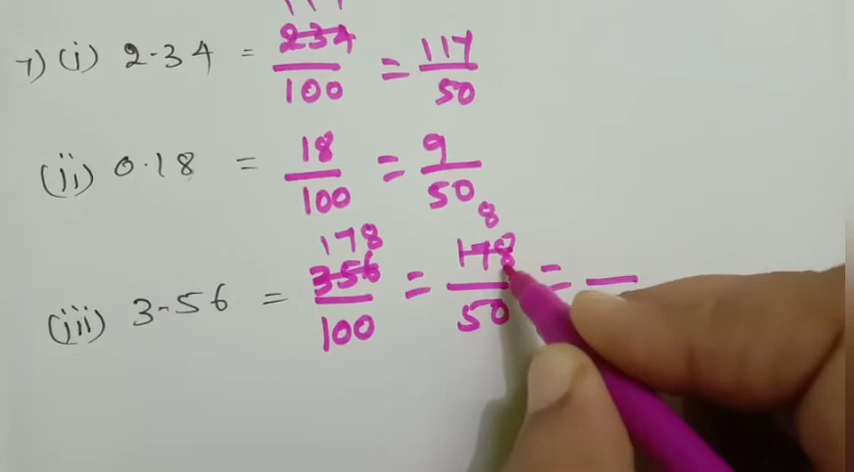 7) (i) 2.34 = 234/100 = 117/50
(ii) 0.18 = 18/100 = 9/50
178 8
(iii) 3.56 = 356/100 = 178/50 =